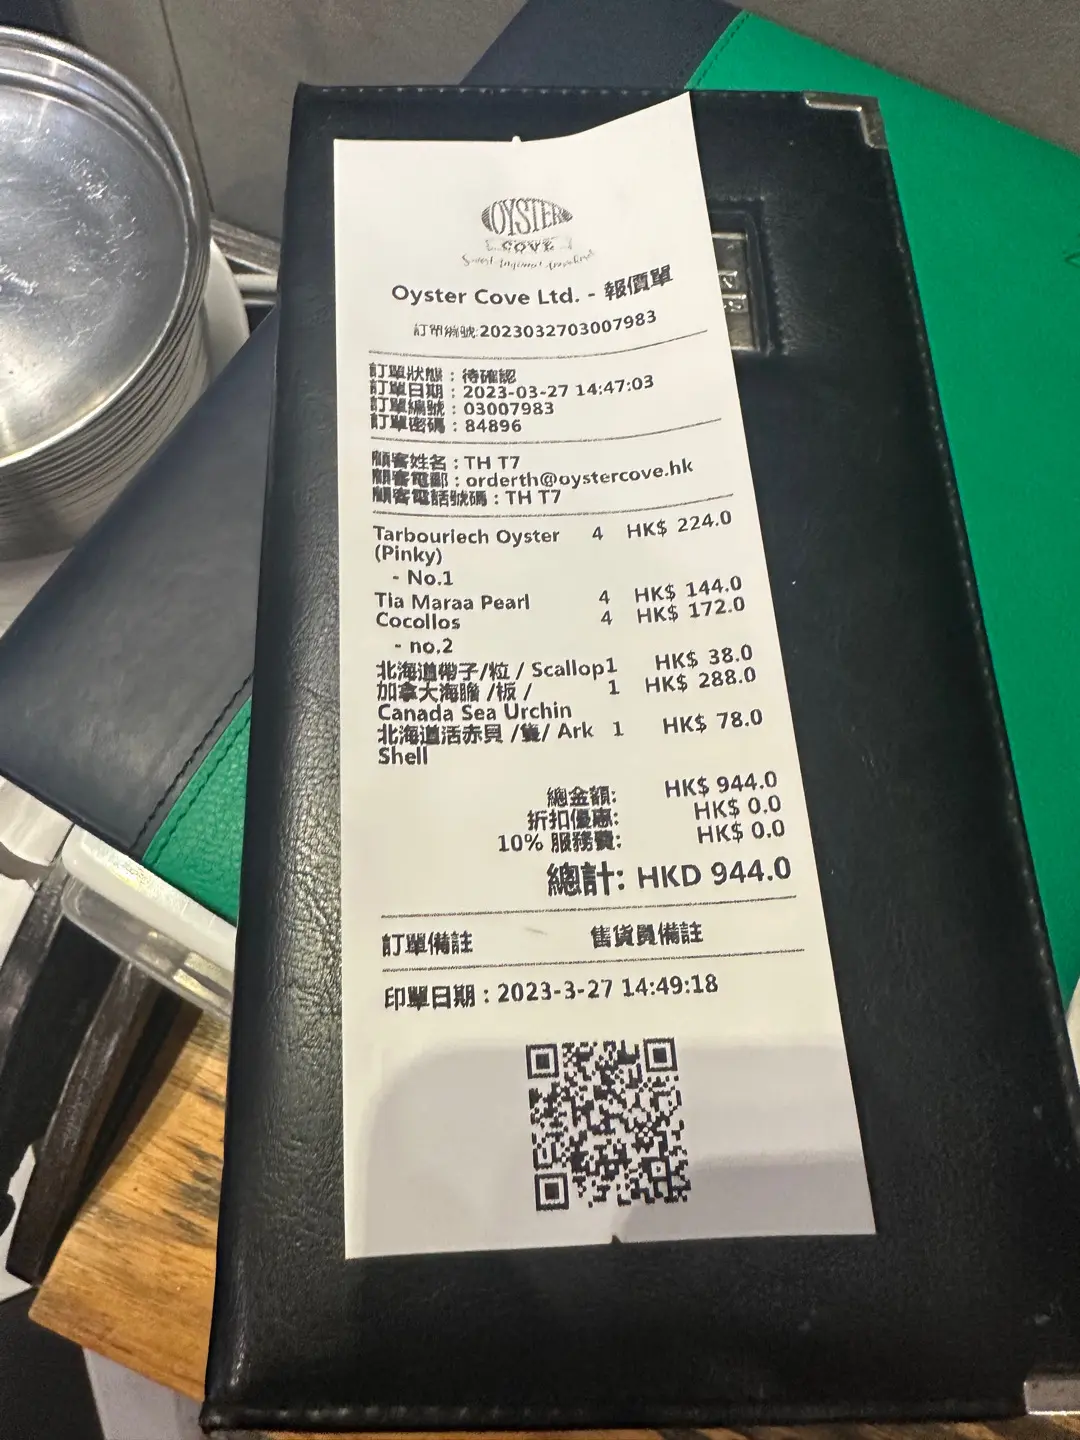 OYSTER
COVE
Oyster Cove Ltd. - 報價單
訂單編號:2023032703007983
訂單狀態 : 待確認
訂單日期 : 2023-03-27 14:47:03
訂單編號 : 03007983
訂單密碼 : 84896
顧客姓名 : TH T7
顧客電郵 : orderth@oystercove.hk
顧客電話號碼 : TH T7
Tarbouriech Oyster 4 HK$ 224.0
(Pinky)
- No.1
Tia Maraa Pearl 4 HK$ 144.0
Cocollos 4 HK$ 172.0
- no.2
北海道帶子/粒 / Scallop1 HK$ 38.0
加拿大海膽 /板 / 1 HK$ 288.0
Canada Sea Urchin
北海道活赤貝 /隻/ Ark 1 HK$ 78.0
Shell
總金額: HK$ 944.0
折扣優惠: HK$ 0.0
10% 服務費: HK$ 0.0
總計: HKD 944.0
訂單備註 售貨員備註
印單日期 : 2023-3-27 14:49:18